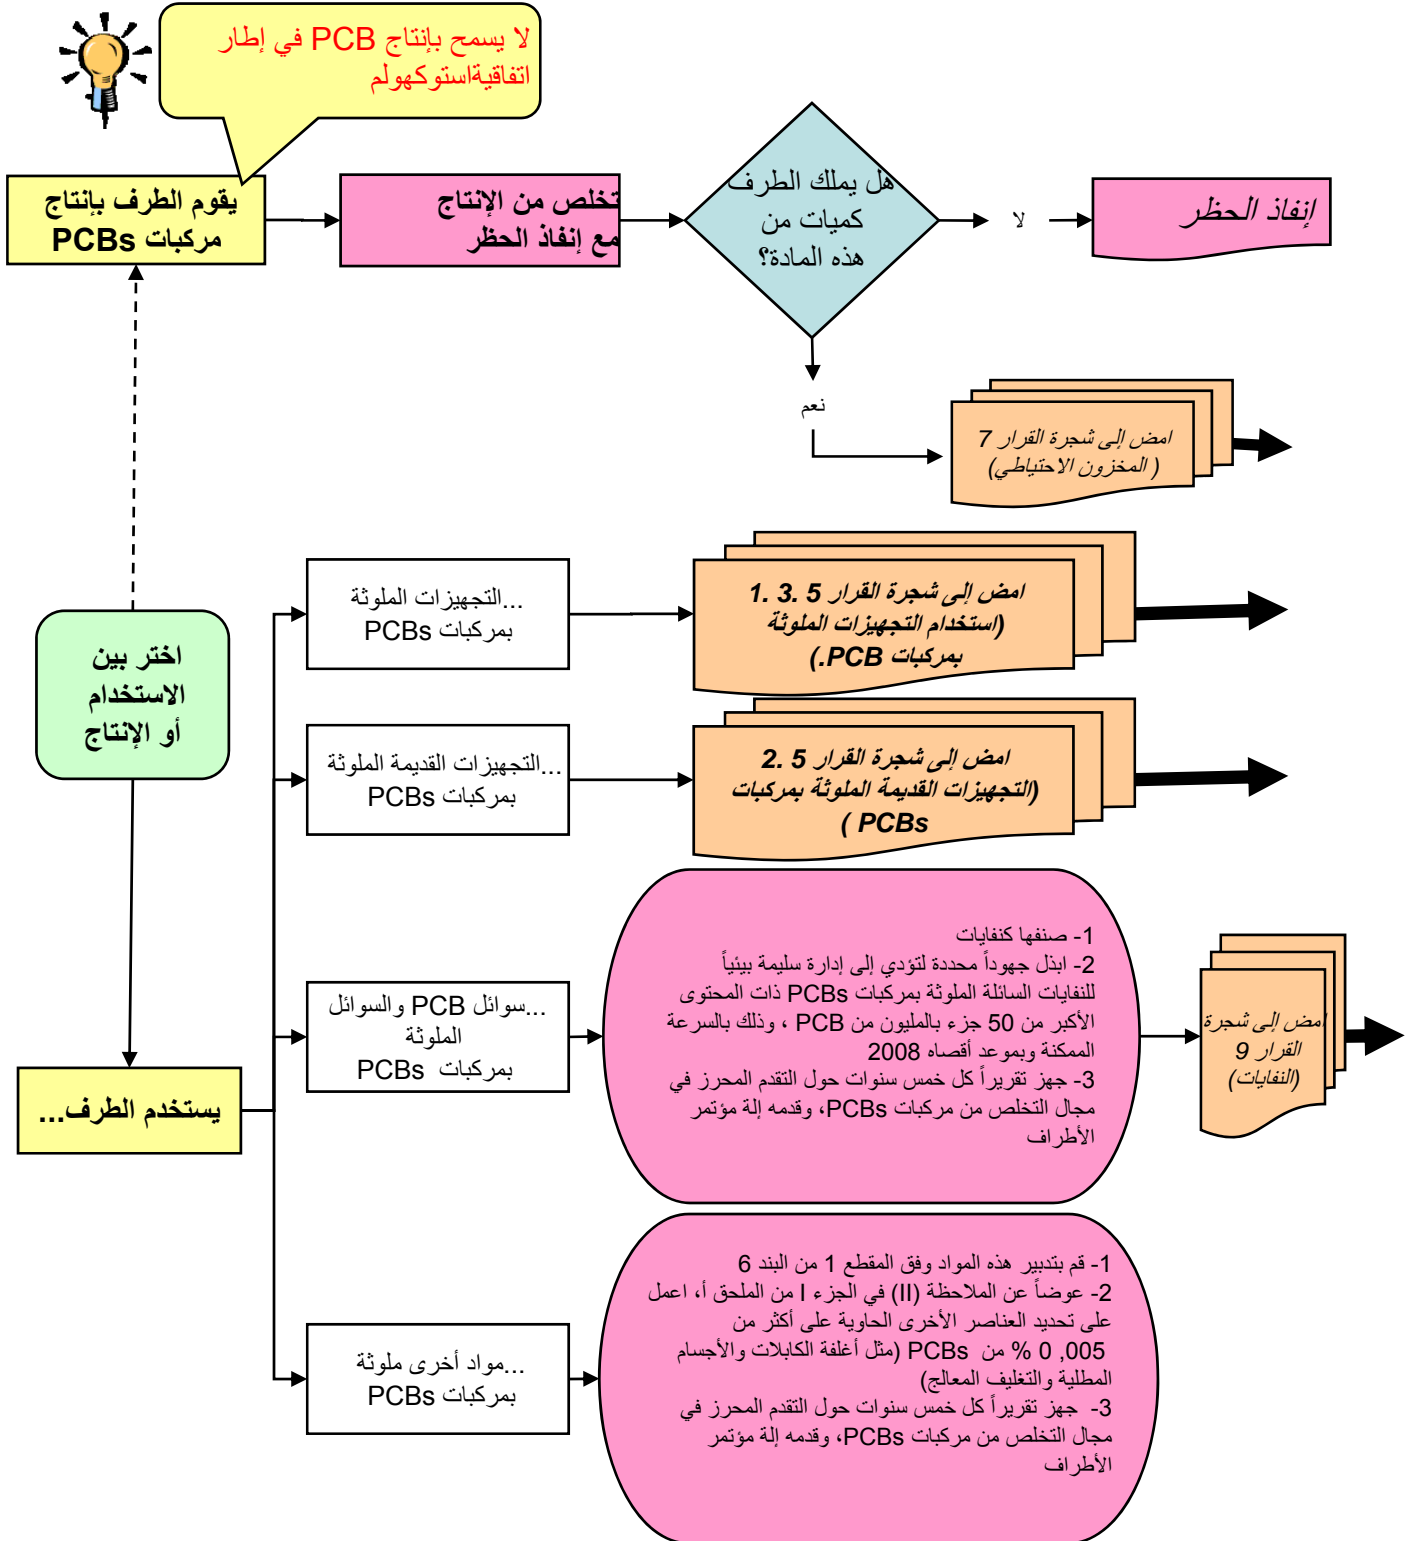 لا يسمح بإنتاج PCB في إطار
اتفاقيةاستوكهولم
يقوم الطرف بإنتاج
مركبات PCBs
تخلص من الإنتاج
مع إنفاذ الحظر
هل يملك الطرف
كميات من
هذه المادة؟
لا
إنفاذ الحظر
نعم
امض إلى شجرة القرار 7
( المخزون الاحتياطي)
...التجهيزات الملوثة
بمركبات PCBs
امض إلى شجرة القرار 5 .3 .1
(استخدام التجهيزات الملوثة
بمركبات PCB.)
اختر بين
الاستخدام
أو الإنتاج
...التجهيزات القديمة الملوثة
بمركبات PCBs
امض إلى شجرة القرار 5 .2
(التجهيزات القديمة الملوثة بمركبات
PCBs )
يستخدم الطرف...
...سوائل PCB والسوائل
الملوثة
بمركبات PCBs
1- صنفها كنفايات
2- ابذل جهوداً محددة لتؤدي إلى إدارة سليمة بيئياً
للنفايات السائلة الملوثة بمركبات PCBs ذات المحتوى
الأكبر من 50 جزء بالمليون من PCB ، وذلك بالسرعة
الممكنة وبموعد أقصاه 2008
3- جهز تقريراً كل خمس سنوات حول التقدم المحرز في
مجال التخلص من مركبات PCBs، وقدمه إلة مؤتمر
الأطراف
امض إلى شجرة
القرار 9
(النفايات)
...مواد أخرى ملوثة
بمركبات PCBs
1- قم بتدبير هذه المواد وفق المقطع 1 من البند 6
2- عوضاً عن الملاحظة (II) في الجزء I من الملحق أ، اعمل
على تحديد العناصر الأخرى الحاوية على أكثر من
005, 0 % من PCBs (مثل أغلفة الكابلات والأجسام
المطلية والتغليف المعالج)
3- جهز تقريراً كل خمس سنوات حول التقدم المحرز في
مجال التخلص من مركبات PCBs، وقدمه إلة مؤتمر
الأطراف